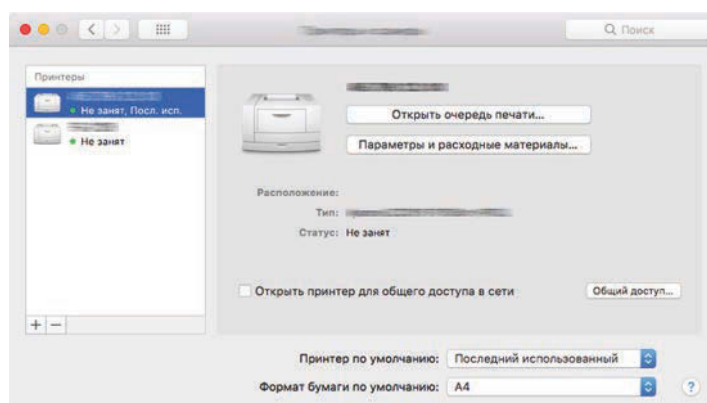 Поиск
Принтеры
Не занят, Посл. исп.
Не занят
Открыть очередь печати...
Параметры и расходные материалы...
Расположение:
Тип:
Статус: Не занят
Открыть принтер для общего доступа в сети
Общий доступ...
+ −
Принтер по умолчанию: Последний использованный
Формат бумаги по умолчанию: A4
?